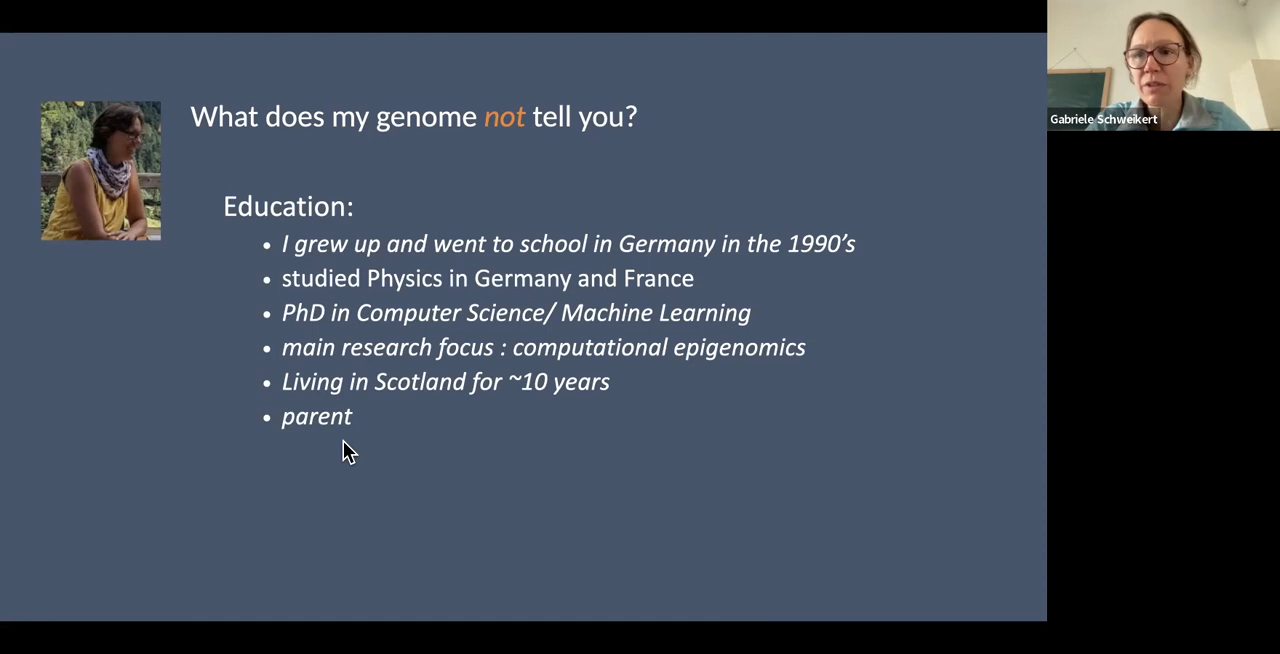 What does my genome not tell you?
Education:
• I grew up and went to school in Germany in the 1990’s
• studied Physics in Germany and France
• PhD in Computer Science/ Machine Learning
• main research focus : computational epigenomics
• Living in Scotland for ~10 years
• parent
Gabriele Schweikert